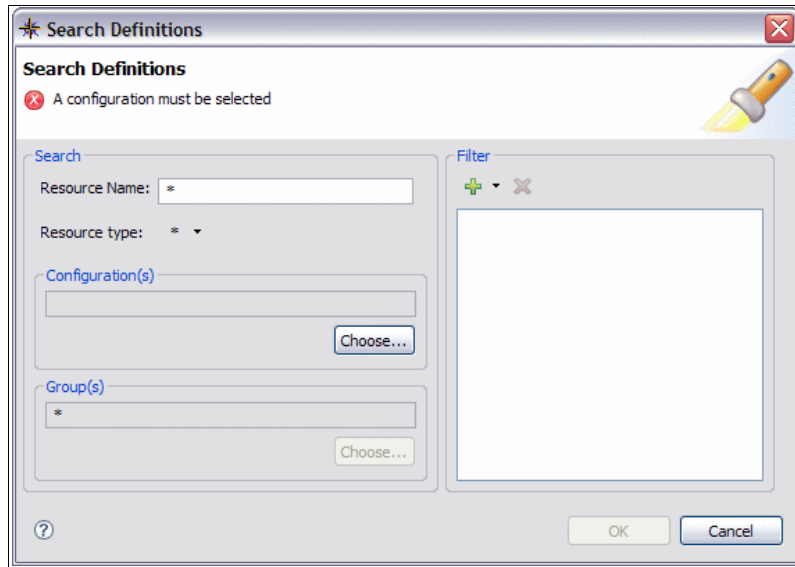 Search Definitions
Search Definitions
A configuration must be selected
Search
Resource Name: *
Resource type: *
Configuration(s)
Choose...
Group(s)
*
Choose...
Filter
OK
Cancel